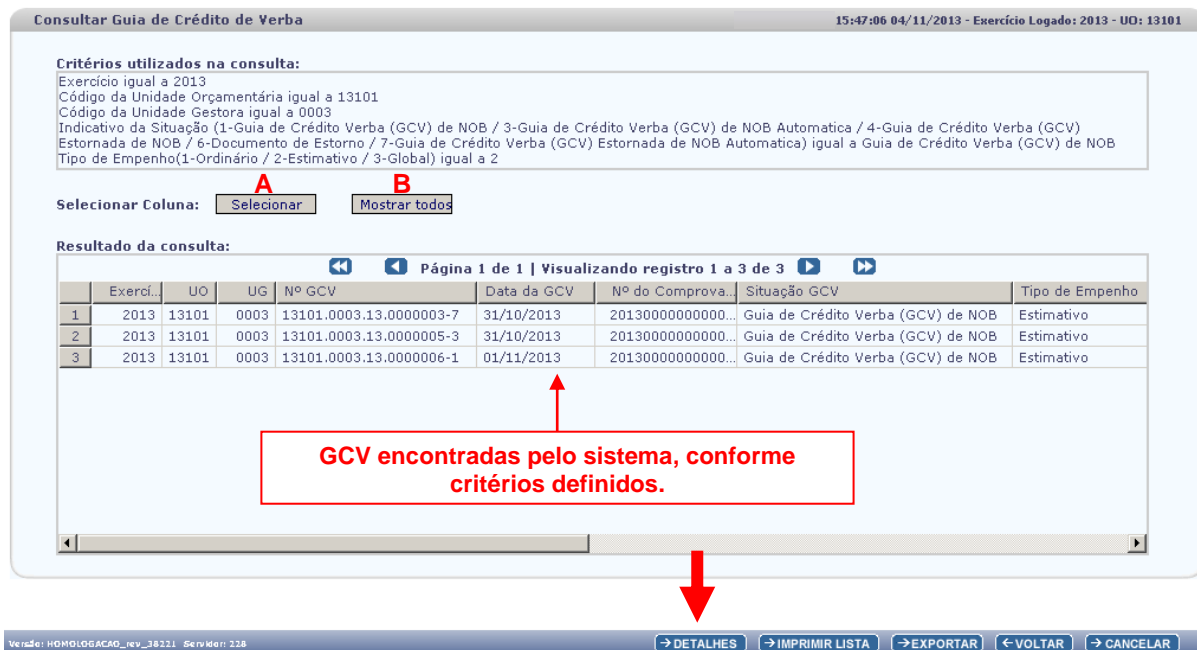 Consultar Guia de Crédito de Verba
15:47:06 04/11/2013 - Exercício Logado: 2013 - UO: 13101
Critérios utilizados na consulta:
Exercício igual a 2013
Código da Unidade Orçamentária igual a 13101
Código da Unidade Gestora igual a 0003
Indicativo da Situação (1-Guia de Crédito Verba (GCV) de NOB / 3-Guia de Crédito Verba (GCV) de NOB Automatica / 4-Guia de Crédito Verba (GCV)
Estornada de NOB / 6-Documento de Estorno / 7-Guia de Crédito Verba (GCV) Estornada de NOB Automatica) igual a Guia de Crédito Verba (GCV) de NOB
Tipo de Empenho(1-Ordinário / 2-Estimativo / 3-Global) igual a 2
A B
Selecionar Coluna: Selecionar Mostrar todos
Resultado da consulta:
Página 1 de 1 | Visualizando registro 1 a 3 de 3
Exercí... UO UG Nº GCV Data da GCV Nº do Comprova... Situação GCV Tipo de Empenho
1 2013 13101 0003 13101.0003.13.0000003-7 31/10/2013 20130000000000... Guia de Crédito Verba (GCV) de NOB Estimativo
2 2013 13101 0003 13101.0003.13.0000005-3 31/10/2013 20130000000000... Guia de Crédito Verba (GCV) de NOB Estimativo
3 2013 13101 0003 13101.0003.13.0000006-1 01/11/2013 20130000000000... Guia de Crédito Verba (GCV) de NOB Estimativo
GCV encontradas pelo sistema, conforme
critérios definidos.
Versão: HOMOLOGACAO_rev_38221 Servidor: 228
DETALHES IMPRIMIR LISTA EXPORTAR VOLTAR CANCELAR